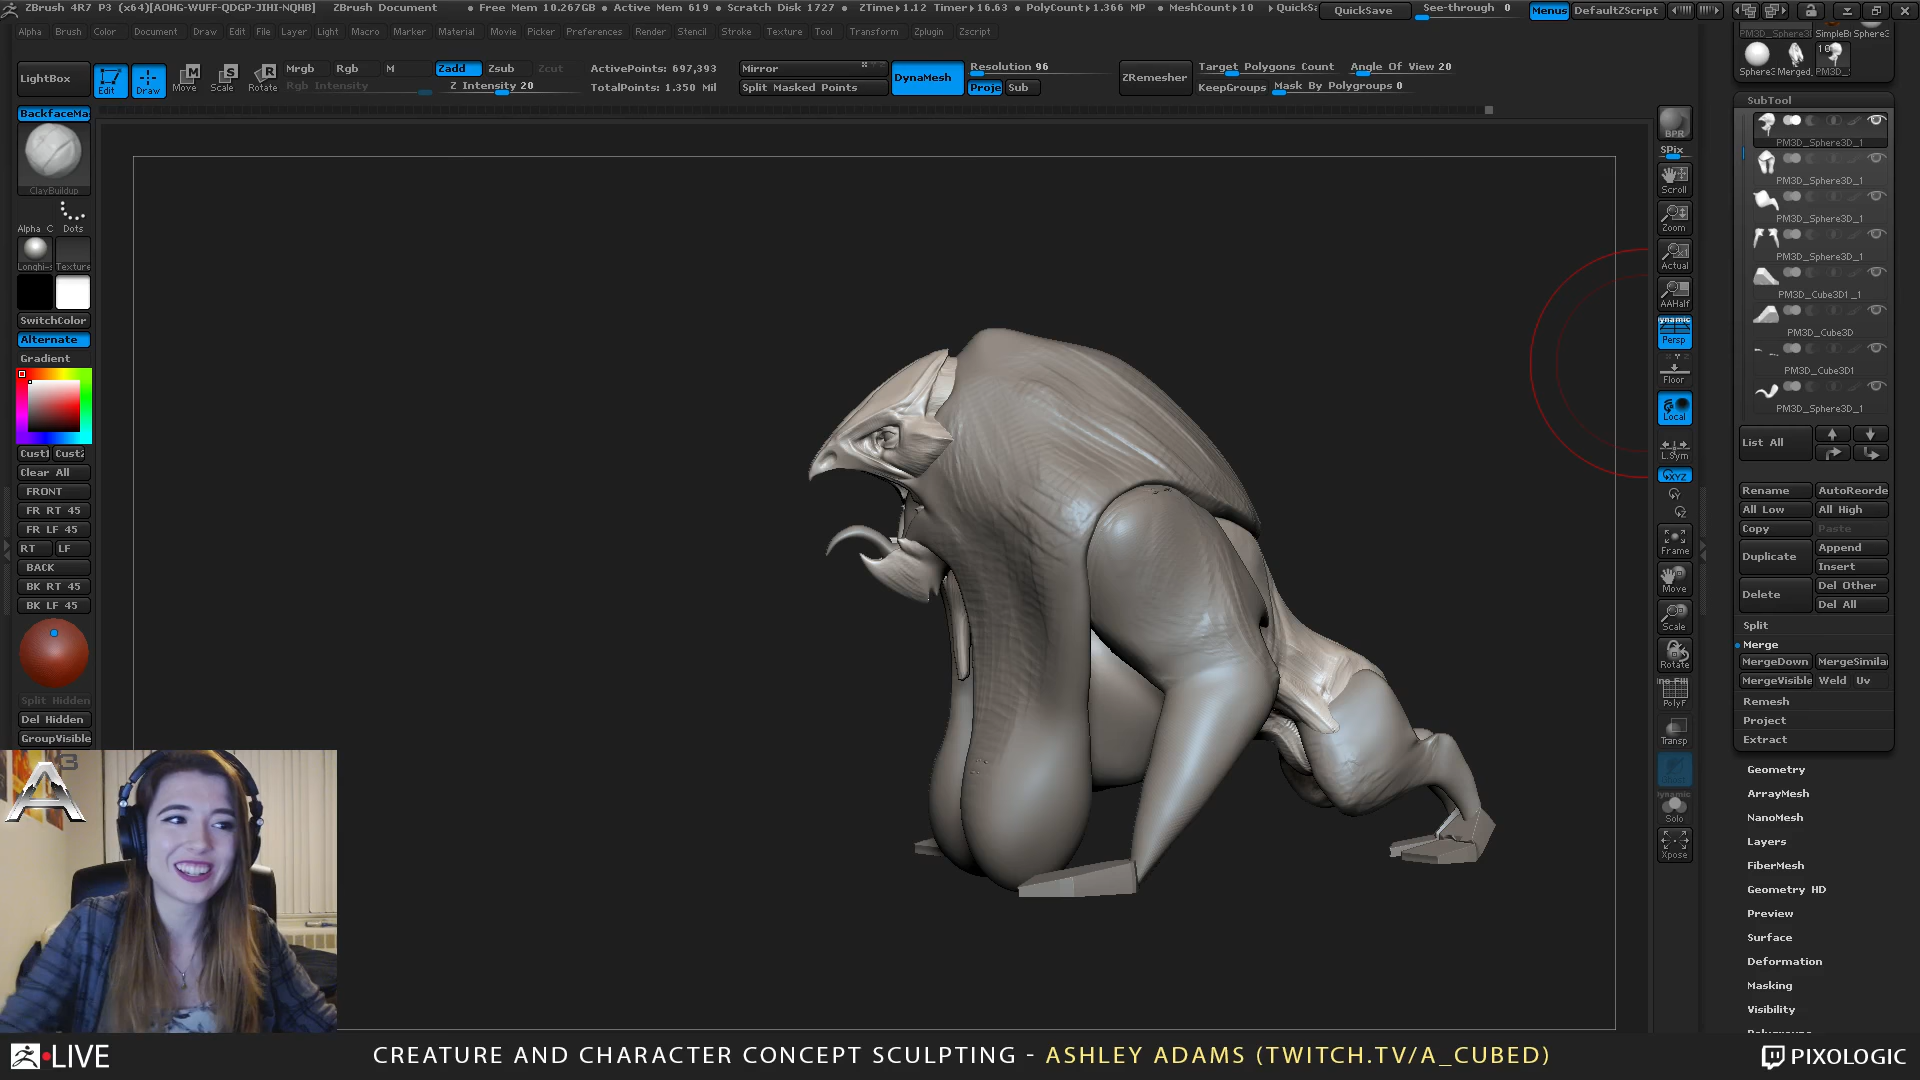 ZBrush 4R7 P3 (x64)[AOHG-WUFF-QDGP-JIHI-NQHB] ZBrush Document • Free Mem 10.267GB • Active Mem 619 • Scratch Disk 1727 • ZTime▸1.12 Timer▸16.63 • PolyCount▸1.366 MP • MeshCount▸10 QuickSave See-through 0 Menus DefaultZScript
Alpha Brush Color Document Draw Edit File Layer Light Macro Marker Material Movie Picker Preferences Render Stencil Stroke Texture Tool Transform Zplugin Zscript
LightBox Edit Draw Move Scale Rotate
Mrgb Rgb M Zadd Zsub Zcut
Rgb Intensity Z Intensity 20
ActivePoints: 697,393
TotalPoints: 1.350 Mil
Mirror
Split Masked Points
DynaMesh
Resolution 96
Proje Sub
ZRemesher
Target Polygons Count Angle Of View 20
KeepGroups Mask By Polygroups 0
BackfaceMa
ClayBuildup
Alpha C Dots
Texture
SwitchColor
Alternate
Gradient
Cust1 Cust2
Clear All
FRONT
FR RT 45
FR LF 45
RT LF
BACK
BK RT 45
BK LF 45
Split Hidden
Del Hidden
GroupVisible
BPR
SPix
Scroll
Zoom
Actual
AAHalf
Persp
Floor
Local
L.Sym
XYZ
Frame
Move
Scale
Rotate
PolyF
Transp
Ghost
Dynamic
Solo
Xpose
SubTool
PM3D_Sphere3D_1
PM3D_Sphere3D_1
PM3D_Sphere3D_1
PM3D_Sphere3D_1
PM3D_Cube3D1_1
PM3D_Cube3D
PM3D_Cube3D1
PM3D_Sphere3D_1
List All
Rename AutoReorde
All Low All High
Copy Paste
Duplicate Append
Insert
Delete Del Other
Del All
Split
Merge
MergeDown MergeSimila
MergeVisible Weld Uv
Remesh
Project
Extract
Geometry
ArrayMesh
NanoMesh
Layers
FiberMesh
Geometry HD
Preview
Surface
Deformation
Masking
Visibility
A3
LIVE CREATURE AND CHARACTER CONCEPT SCULPTING - ASHLEY ADAMS (TWITCH.TV/A_CUBED) PIXOLOGIC